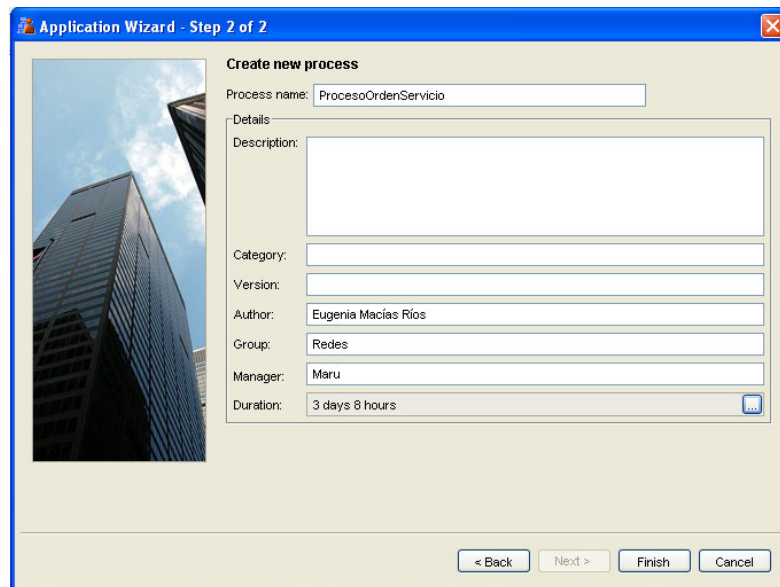 Application Wizard - Step 2 of 2
Create new process
Process name: ProcesoOrdenServicio
Details
Description:
Category:
Version:
Author: Eugenia Macías Ríos
Group: Redes
Manager: Maru
Duration: 3 days 8 hours ...
< Back Next > Finish Cancel